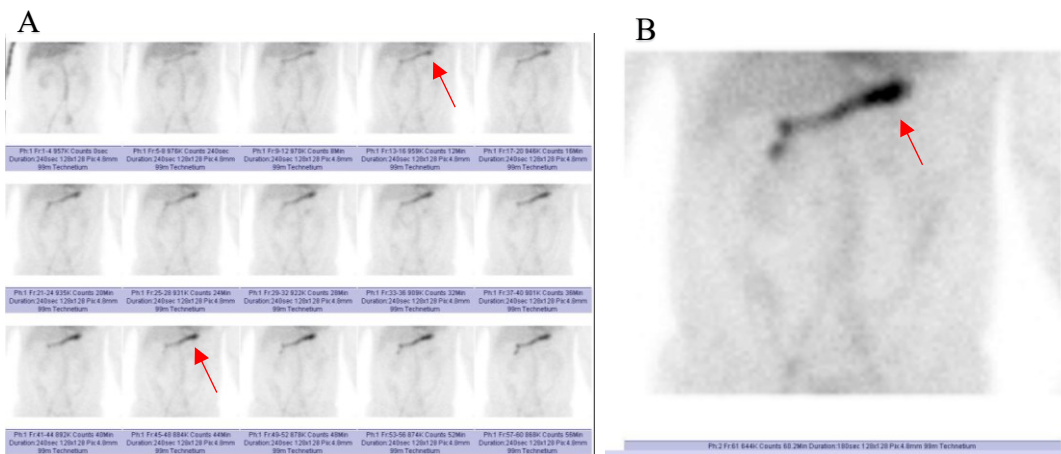 A
Ph:1 Fr:1-4 957K Counts 0sec
Duration:240sec 128x128 Pix:4.8mm
99m Technetium
Ph:1 Fr:5-8 978K Counts 240sec
Duration:240sec 128x128 Pix:4.8mm
99m Technetium
Ph:1 Fr:9-12 970K Counts 8Min
Duration:240sec 128x128 Pix:4.8mm
99m Technetium
Ph:1 Fr:13-16 959K Counts 12Min
Duration:240sec 128x128 Pix:4.8mm
99m Technetium
Ph:1 Fr:17-20 946K Counts 16Min
Duration:240sec 128x128 Pix:4.8mm
99m Technetium
Ph:1 Fr:21-24 935K Counts 20Min
Duration:240sec 128x128 Pix:4.8mm
99m Technetium
Ph:1 Fr:25-28 931K Counts 24Min
Duration:240sec 128x128 Pix:4.8mm
99m Technetium
Ph:1 Fr:29-32 922K Counts 28Min
Duration:240sec 128x128 Pix:4.8mm
99m Technetium
Ph:1 Fr:33-36 Counts 32Min
Duration:240sec 128x128 Pix:4.8mm
99m Technetium
Ph:1 Fr:37-40 901K Counts 36Min
Duration:240sec 128x128 Pix:4.8mm
99m Technetium
Ph:1 Fr:41-44 892K Counts 40Min
Duration:240sec 128x128 Pix:4.8mm
99m Technetium
Ph:1 Fr:45-48 884K Counts 44Min
Duration:240sec 128x128 Pix:4.8mm
99m Technetium
Ph:1 Fr:49-52 878K Counts 48Min
Duration:240sec 128x128 Pix:4.8mm
99m Technetium
Ph:1 Fr:53-56 874K Counts 52Min
Duration:240sec 128x128 Pix:4.8mm
99m Technetium
Ph:1 Fr:57-60 Counts 56Min
Duration:240sec 128x128 Pix:4.8mm
99m Technetium
B
Ph:2 Fr:61 644K Counts 68.2Min Duration:180sec 128x128 Pix:4.8mm 99m Technetium